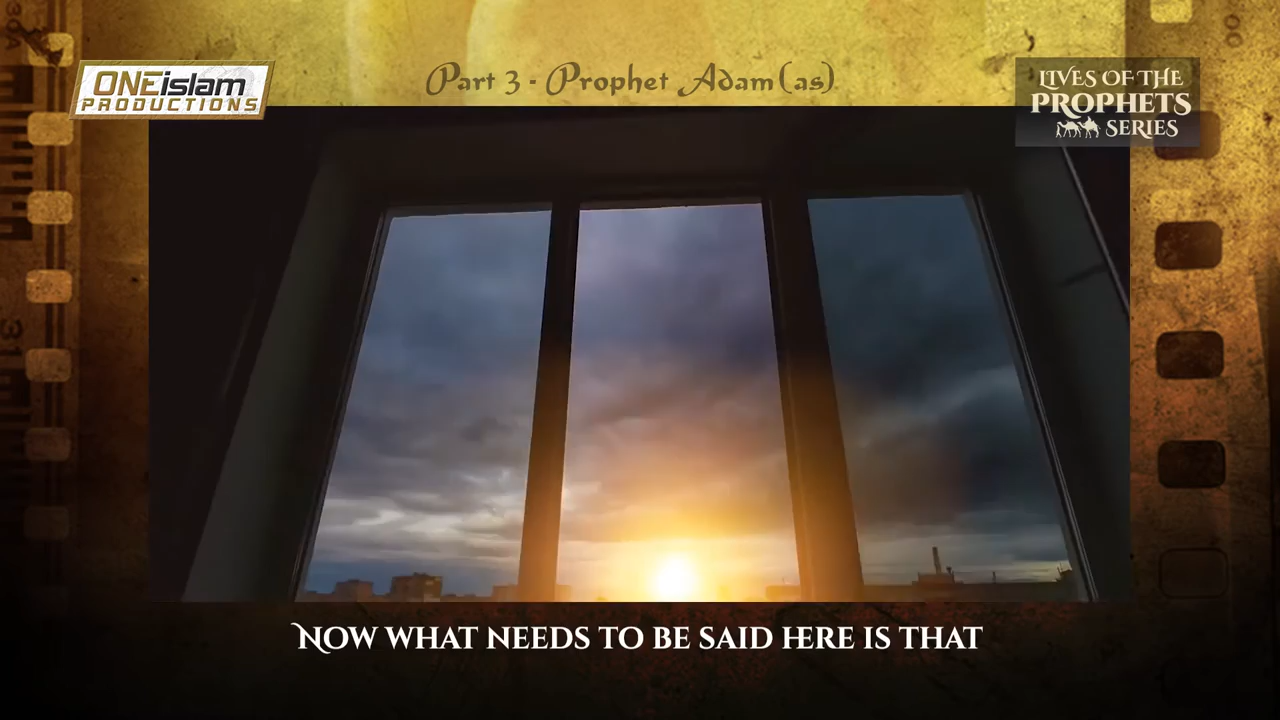 ONEislam
PRODUCTIONS
Part 3 - Prophet Adam (as)
LIVES OF THE
PROPHETS
SERIES
NOW WHAT NEEDS TO BE SAID HERE IS THAT